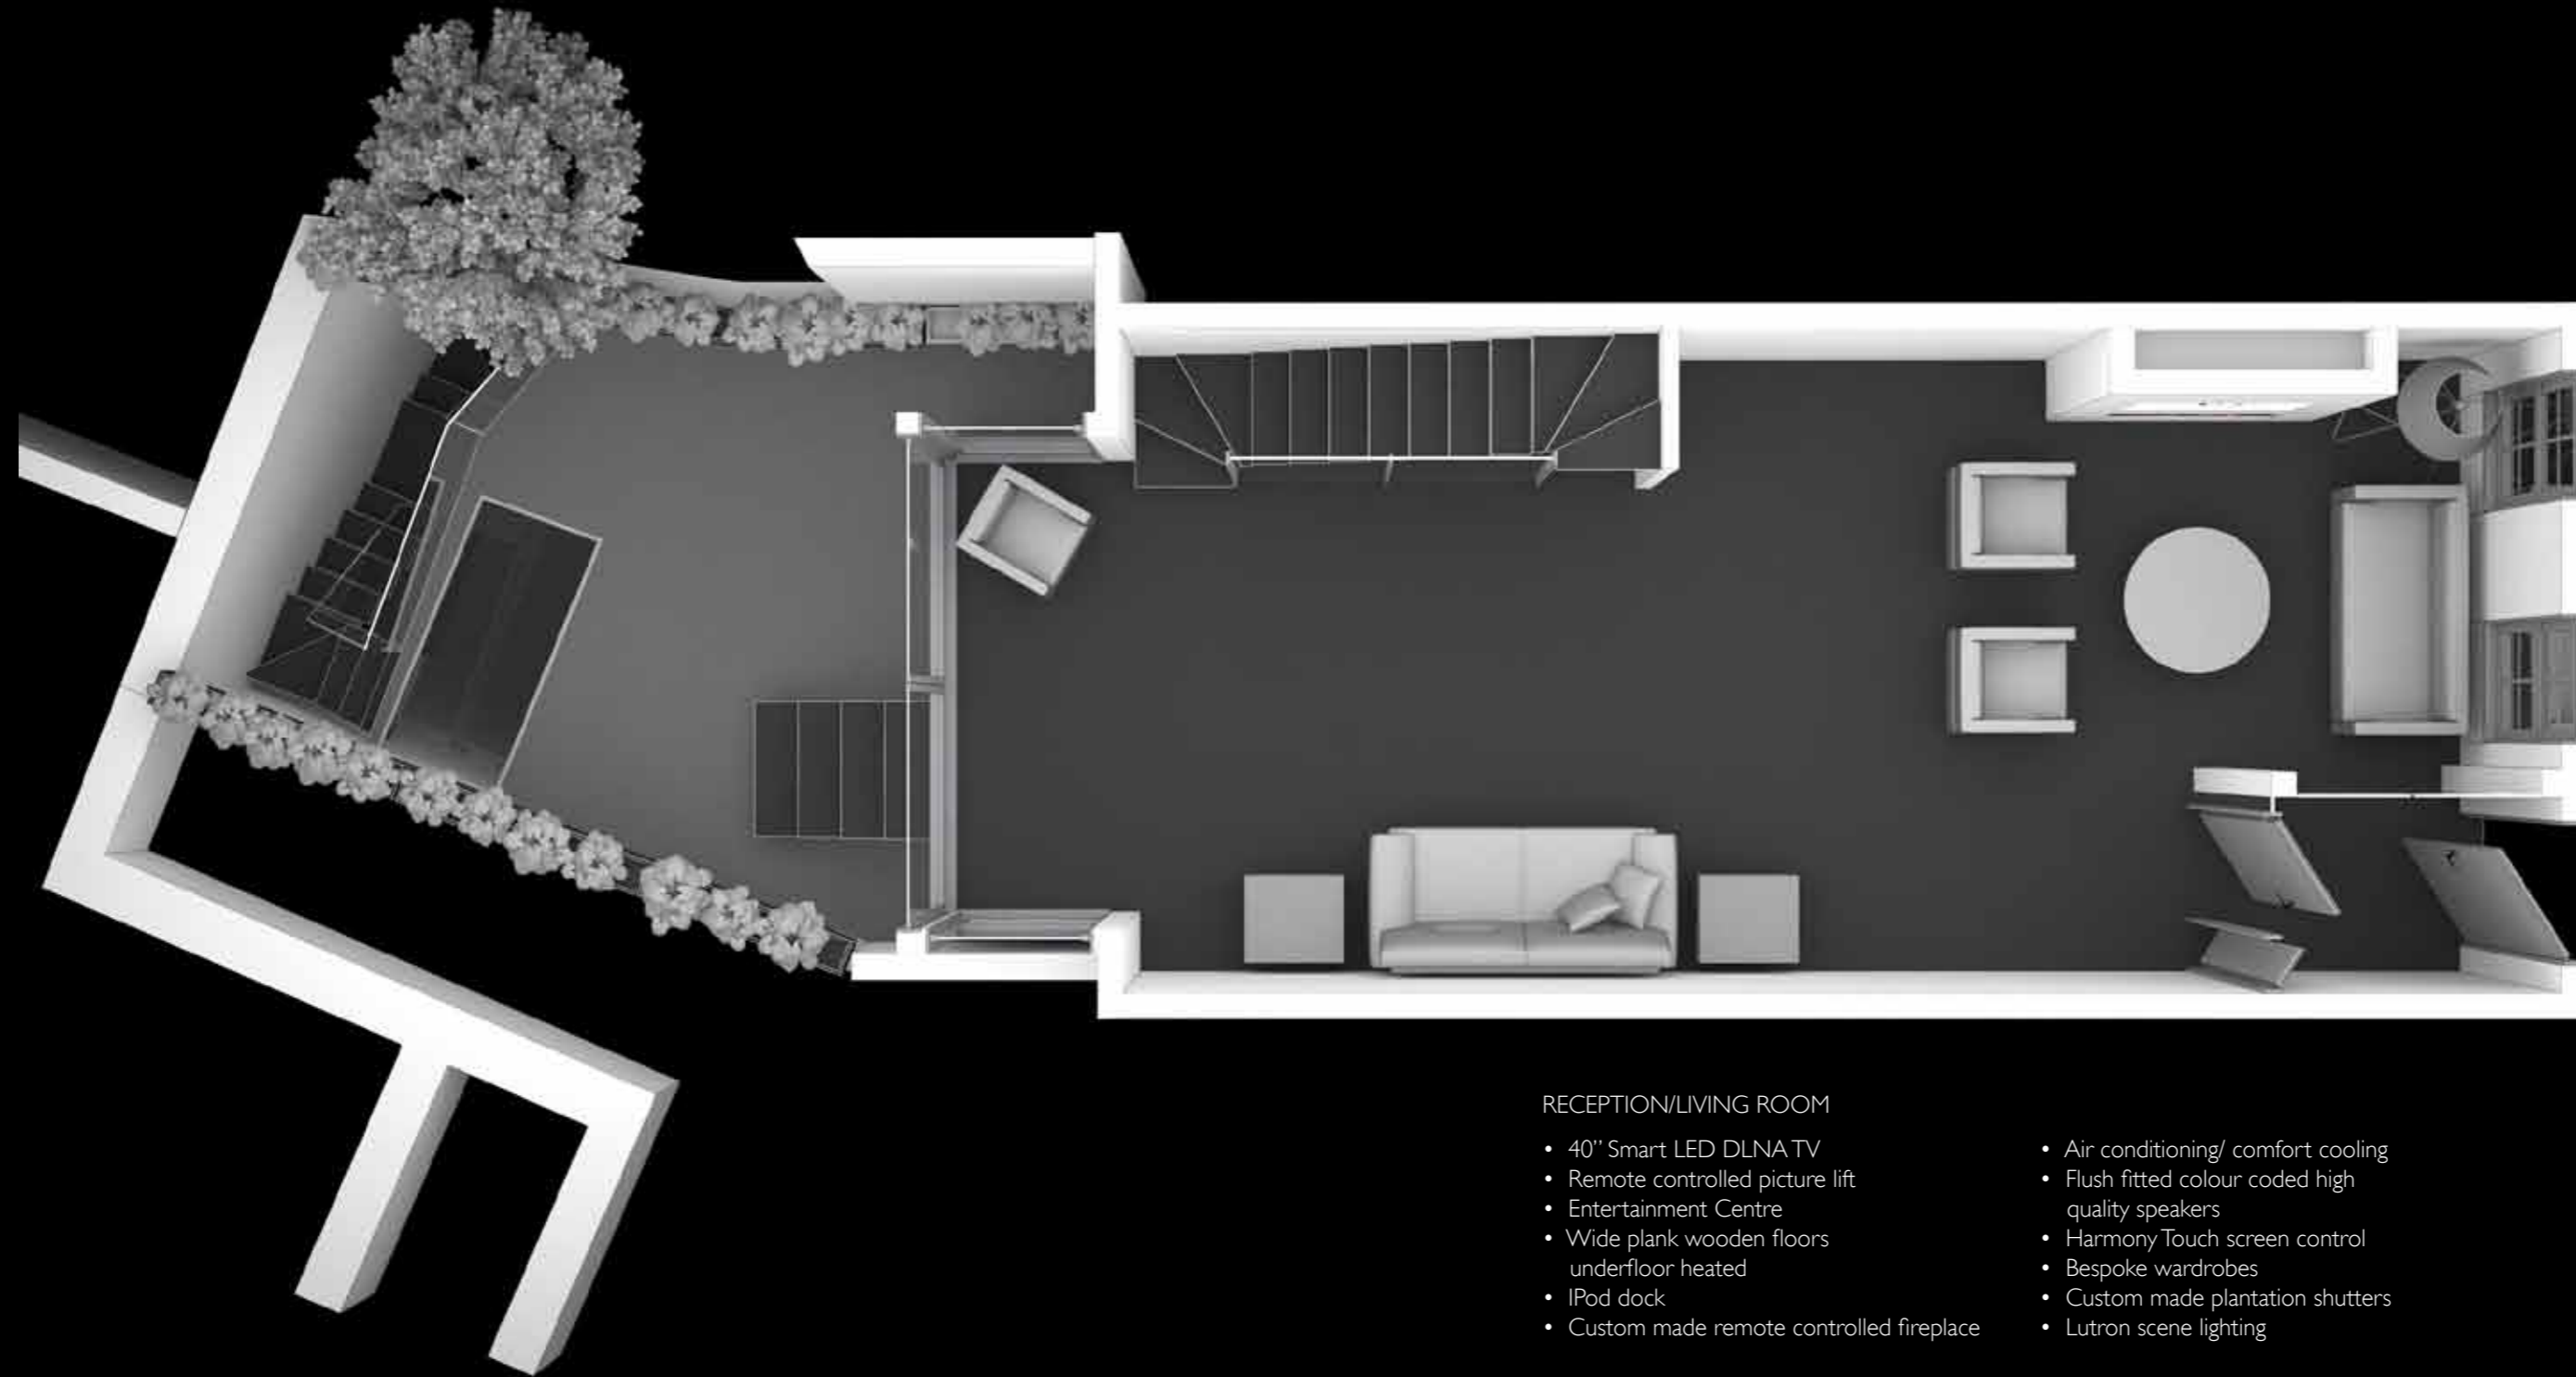 RECEPTION/LIVING ROOM
• 40’’ Smart LED DLNA TV
• Remote controlled picture lift
• Entertainment Centre
• Wide plank wooden floors
underfloor heated
• IPod dock
• Custom made remote controlled fireplace
• Air conditioning/ comfort cooling
• Flush fitted colour coded high
quality speakers
• Harmony Touch screen control
• Bespoke wardrobes
• Custom made plantation shutters
• Lutron scene lighting